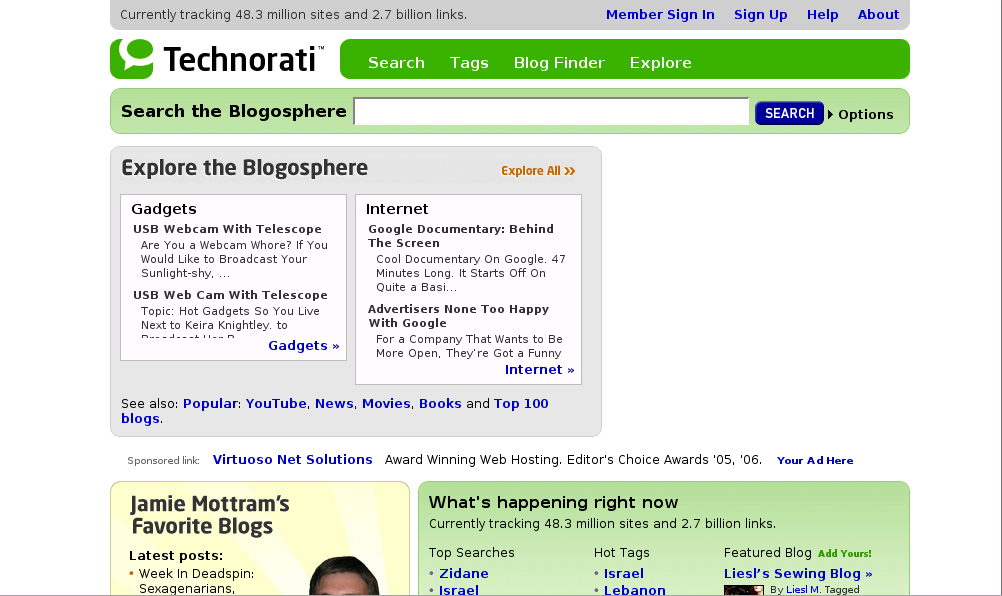 Currently tracking 48.3 million sites and 2.7 billion links.
Member Sign In Sign Up Help About
Technorati™
Search Tags Blog Finder Explore
Search the Blogosphere SEARCH Options
Explore the Blogosphere
Explore All »
Gadgets
USB Webcam With Telescope
Are You a Webcam Whore? If You
Would Like to Broadcast Your
Sunlight-shy, ...
USB Web Cam With Telescope
Topic: Hot Gadgets So You Live
Next to Keira Knightley. to
Gadgets »
Internet
Google Documentary: Behind
The Screen
Cool Documentary On Google. 47
Minutes Long. It Starts Off On
Quite a Basi...
Advertisers None Too Happy
With Google
For a Company That Wants to Be
More Open, They're Got a Funny
Internet »
See also: Popular: YouTube, News, Movies, Books and Top 100
blogs.
Sponsored link: Virtuoso Net Solutions Award Winning Web Hosting. Editor's Choice Awards '05, '06. Your Ad Here
Jamie Mottram's
Favorite Blogs
Latest posts:
• Week In Deadspin:
Sexagenarians,
What's happening right now
Currently tracking 48.3 million sites and 2.7 billion links.
Top Searches
• Zidane
• Israel
Hot Tags
• Israel
• Lebanon
Featured Blog Add Yours!
Liesl's Sewing Blog »
By Liesl M. Tagged